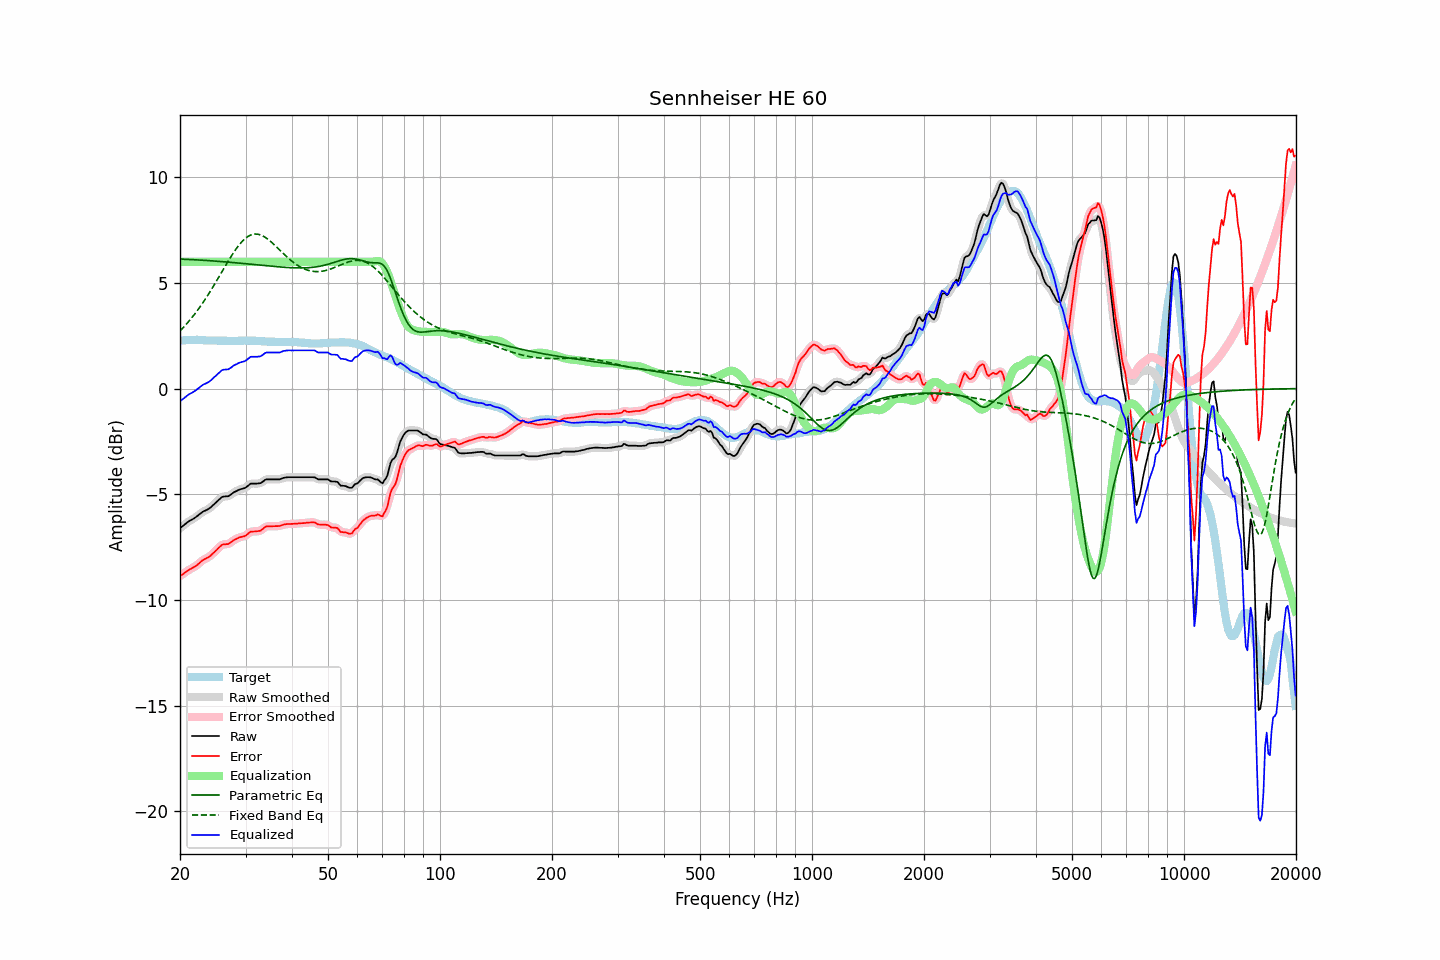 Sennheiser HE 60
Amplitude (dBr)
10
5
0
−5
−10
−15
−20
Target
Raw Smoothed
Error Smoothed
Raw
Error
Equalization
Parametric Eq
Fixed Band Eq
Equalized
20 50 100 200 500 1000 2000 5000 10000 20000
Frequency (Hz)